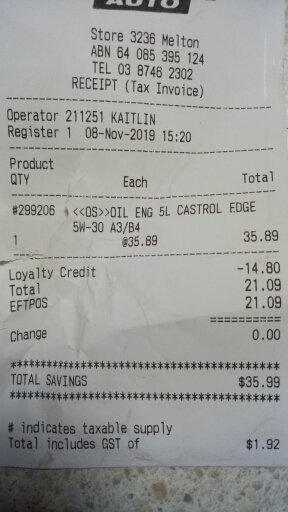 AUTO
Store 3236 Melton
ABN 64 085 395 124
TEL 03 8746 2302
RECEIPT (Tax Invoice)
Operator 211251 KAITLIN
Register 1 08-Nov-2019 15:20
Product
QTY Each Total
#299206 <<OS>>OIL ENG 5L CASTROL EDGE
5W-30 A3/B4
1 @35.89 35.89
Loyalty Credit -14.80
Total 21.09
EFTPOS 21.09
==========
Change 0.00
****************************************
TOTAL SAVINGS $35.99
****************************************
# indicates taxable supply
Total includes GST of $1.92